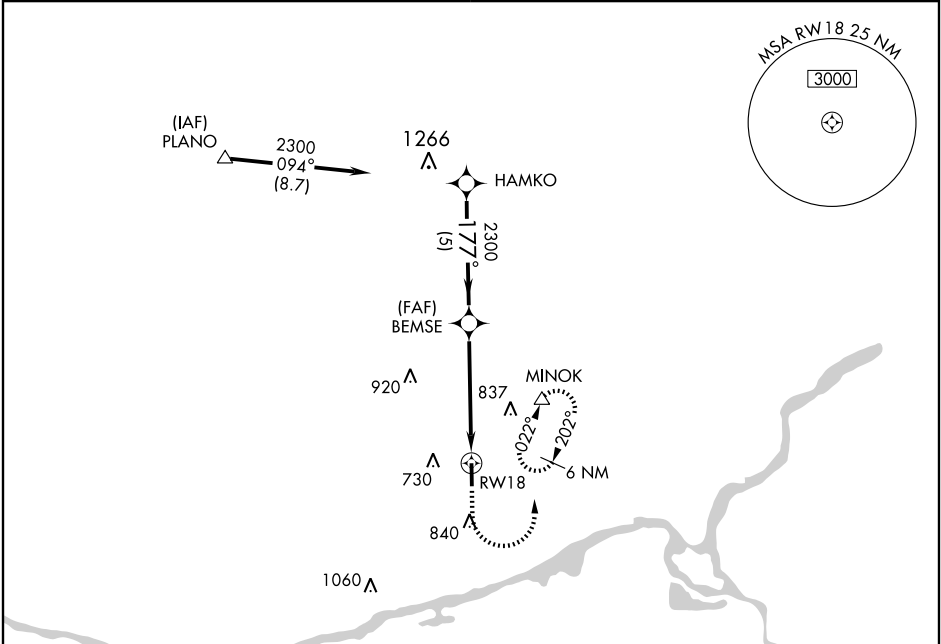 MSA RW18 25 NM
3000
(IAF)
PLANO
2300
094°
(8.7)
1266
HAMKO
2300
177°
(5)
(FAF)
BEMSE
920
837
MINOK
022°
202°
6 NM
730
RW18
840
1060